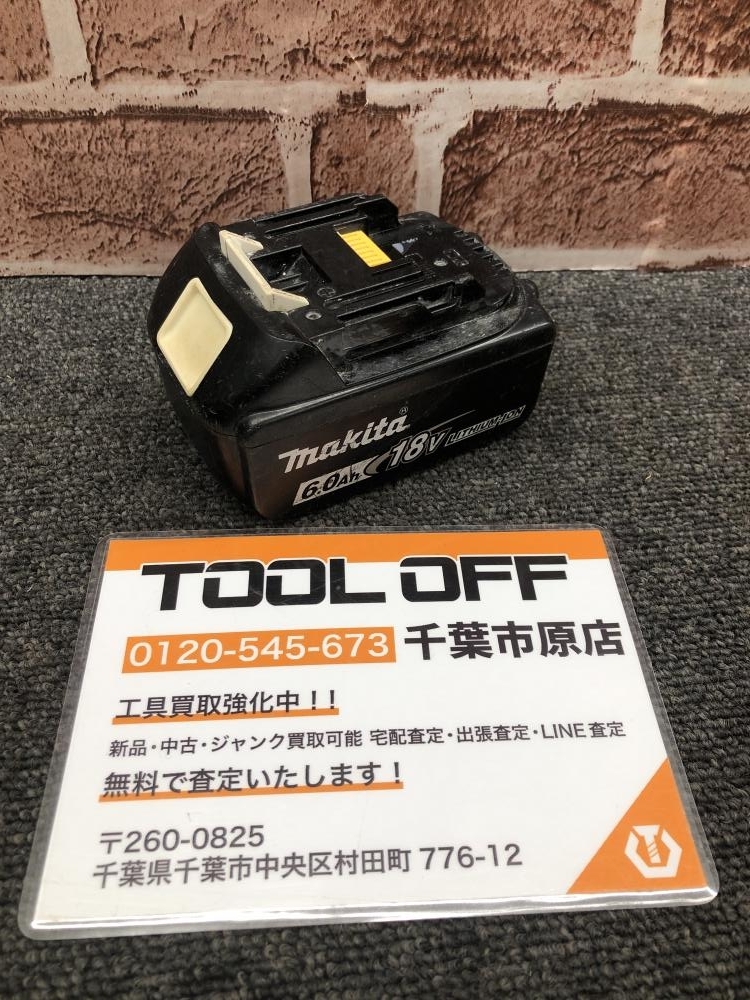 makita®
6.0Ah 18V LITHIUM-ION
TOOL OFF
0120-545-673 千葉市原店
工具買取強化中！！
新品・中古・ジャンク買取可能 宅配査定・出張査定・LINE査定
無料で査定いたします！
〒260-0825
千葉県千葉市中央区村田町 776-12